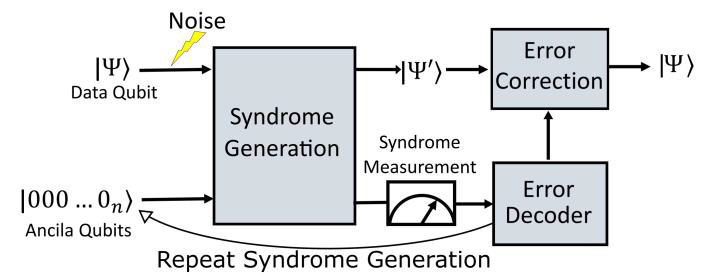 Noise
|Ψ⟩
Data Qubit
Syndrome
Generation
|Ψ′⟩
Error
Correction
|Ψ⟩
Syndrome
Measurement
|000 … 0ₙ⟩
Ancila Qubits
Error
Decoder
Repeat Syndrome Generation